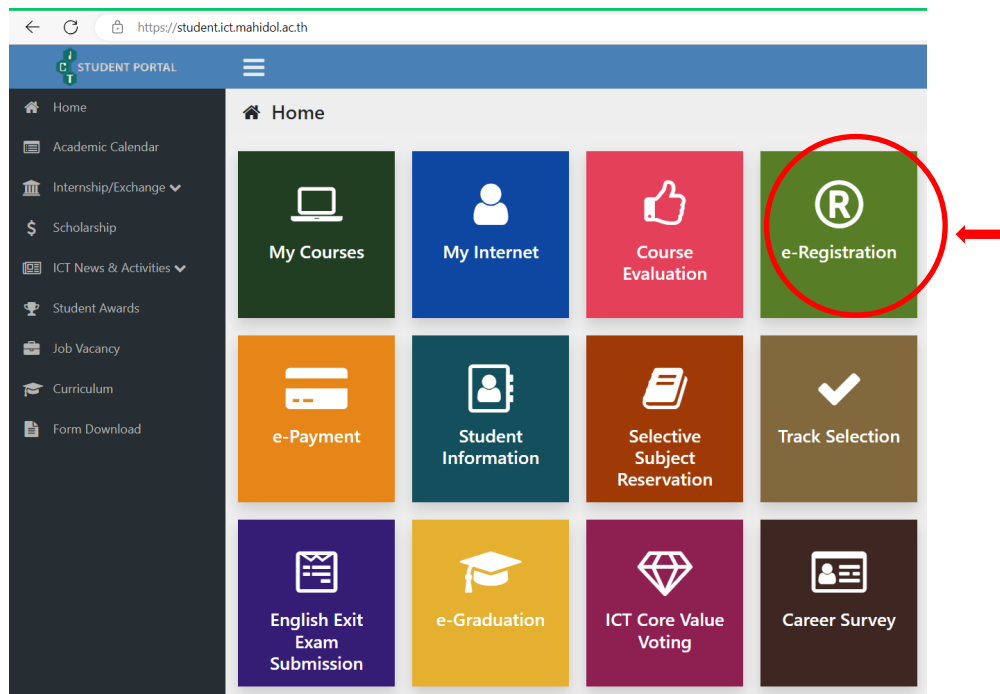 https://student.ict.mahidol.ac.th
i
C STUDENT PORTAL
T
Home
Academic Calendar
Internship/Exchange
$ Scholarship
ICT News & Activities
Student Awards
Job Vacancy
Curriculum
Form Download
Home
My Courses
My Internet
Course
Evaluation
R
e-Registration
e-Payment
Student
Information
Selective
Subject
Reservation
Track Selection
English Exit
Exam
Submission
e-Graduation
ICT Core Value
Voting
Career Survey